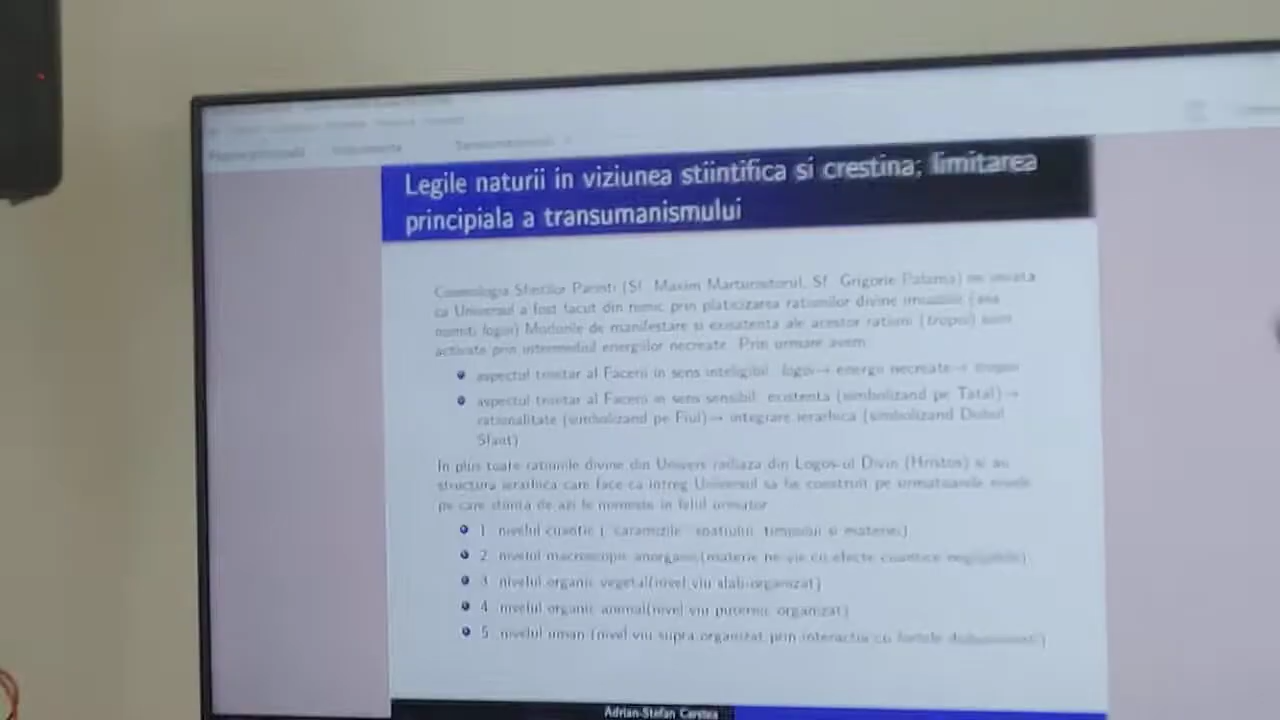 Legile naturii in viziunea stiintifica si crestina; limitarea
principiala a transumanismului
Cosmologia Sfintilor Parinti (Sf. Maxim Marturisitorul, Sf. Grigorie Palama) ne invata
ca Universul a fost facut din nimic prin platicizarea ratiunilor divine
numiti logoi) Modurile de manifestare si existenta ale acestor ratiuni (tropoi) sunt
activate prin intermediul energiilor necreate. Prin urmare avem
aspectul treitar al Facerii in sens inteligibil: logoi→ energii necreate→ tropoi
aspectul treitar al Facerii in sens sensibil: existenta (simbolizand pe Tatal)→
rationalitate (simbolizand pe Fiul)→ integrare ierarhica (simbolizand Duhul
Sfant)
In plus toate ratiunile divine din Univers radiaza din Logos-ul Divin (Hristos) si au
structura ierarhica care face ca intreg Universul sa fie construit pe urmatoarele nivele
pe care stiinta de azi le numeste in felul urmator
1. nivelul cuantic ( caramizile spatiului, timpului si materiei)
2. nivelul macroscopic anorganic(materie ne-vie cu efecte cuantice neglijabile)
3. nivelul organic vegetal(nivel viu slab-organizat)
4. nivelul organic animal(nivel viu puternic organizat)
5. nivelul uman (nivel viu supra-organizat prin
Adrian-Stefan Carstea